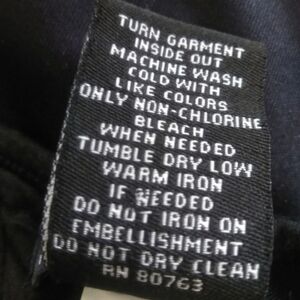 TURN GARMENT
INSIDE OUT
MACHINE WASH
COLD WITH
LIKE COLORS
ONLY NON-CHLORINE
BLEACH
WHEN NEEDED
TUMBLE DRY LOW
WARM IRON
IF NEEDED
DO NOT IRON ON
EMBELLISHMENT
DO NOT DRY CLEAN
RN 80763